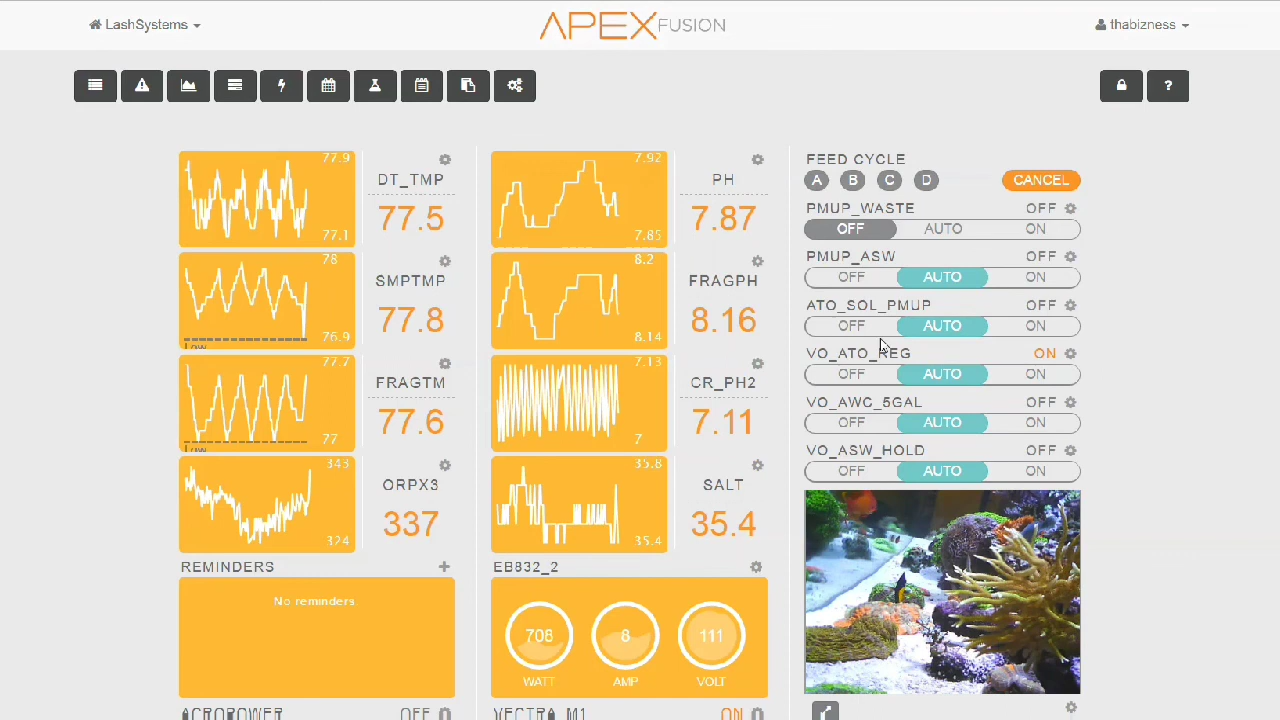 LashSystems
APEX FUSION
thabizness
?
77.9
77.1
DT_TMP
77.5
78
76.9
Low
SMPTMP
77.8
77.7
77
Low
FRAGTM
77.6
343
324
ORPX3
337
REMINDERS +
No reminders.
7.92
7.85
PH
7.87
8.2
8.14
FRAGPH
8.16
7.13
7
CR_PH2
7.11
35.8
35.4
SALT
35.4
EB832_2
708 8 111
WATT AMP VOLT
FEED CYCLE
A B C D CANCEL
PMUP_WASTE OFF
OFF AUTO ON
PMUP_ASW OFF
OFF AUTO ON
ATO_SOL_PMUP OFF
OFF AUTO ON
VO_ATO_REG ON
OFF AUTO ON
VO_AWC_5GAL OFF
OFF AUTO ON
VO_ASW_HOLD OFF
OFF AUTO ON
ACROPOWER OFF
VECTRA M1 ON